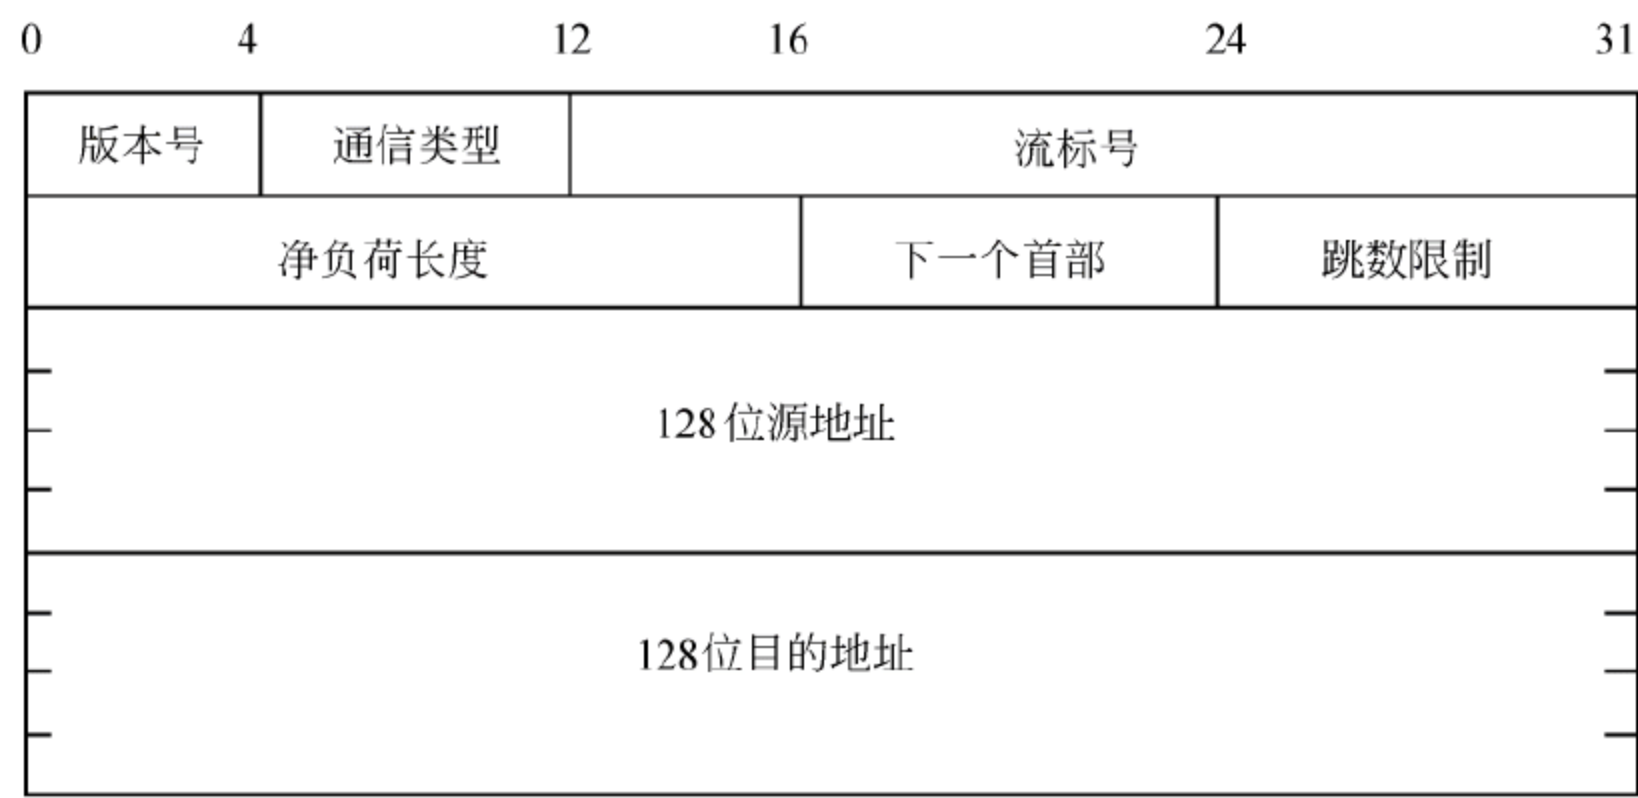 0 4 12 16 24 31
版本号 通信类型 流标号
净负荷长度 下一个首部 跳数限制
128位源地址
128位目的地址